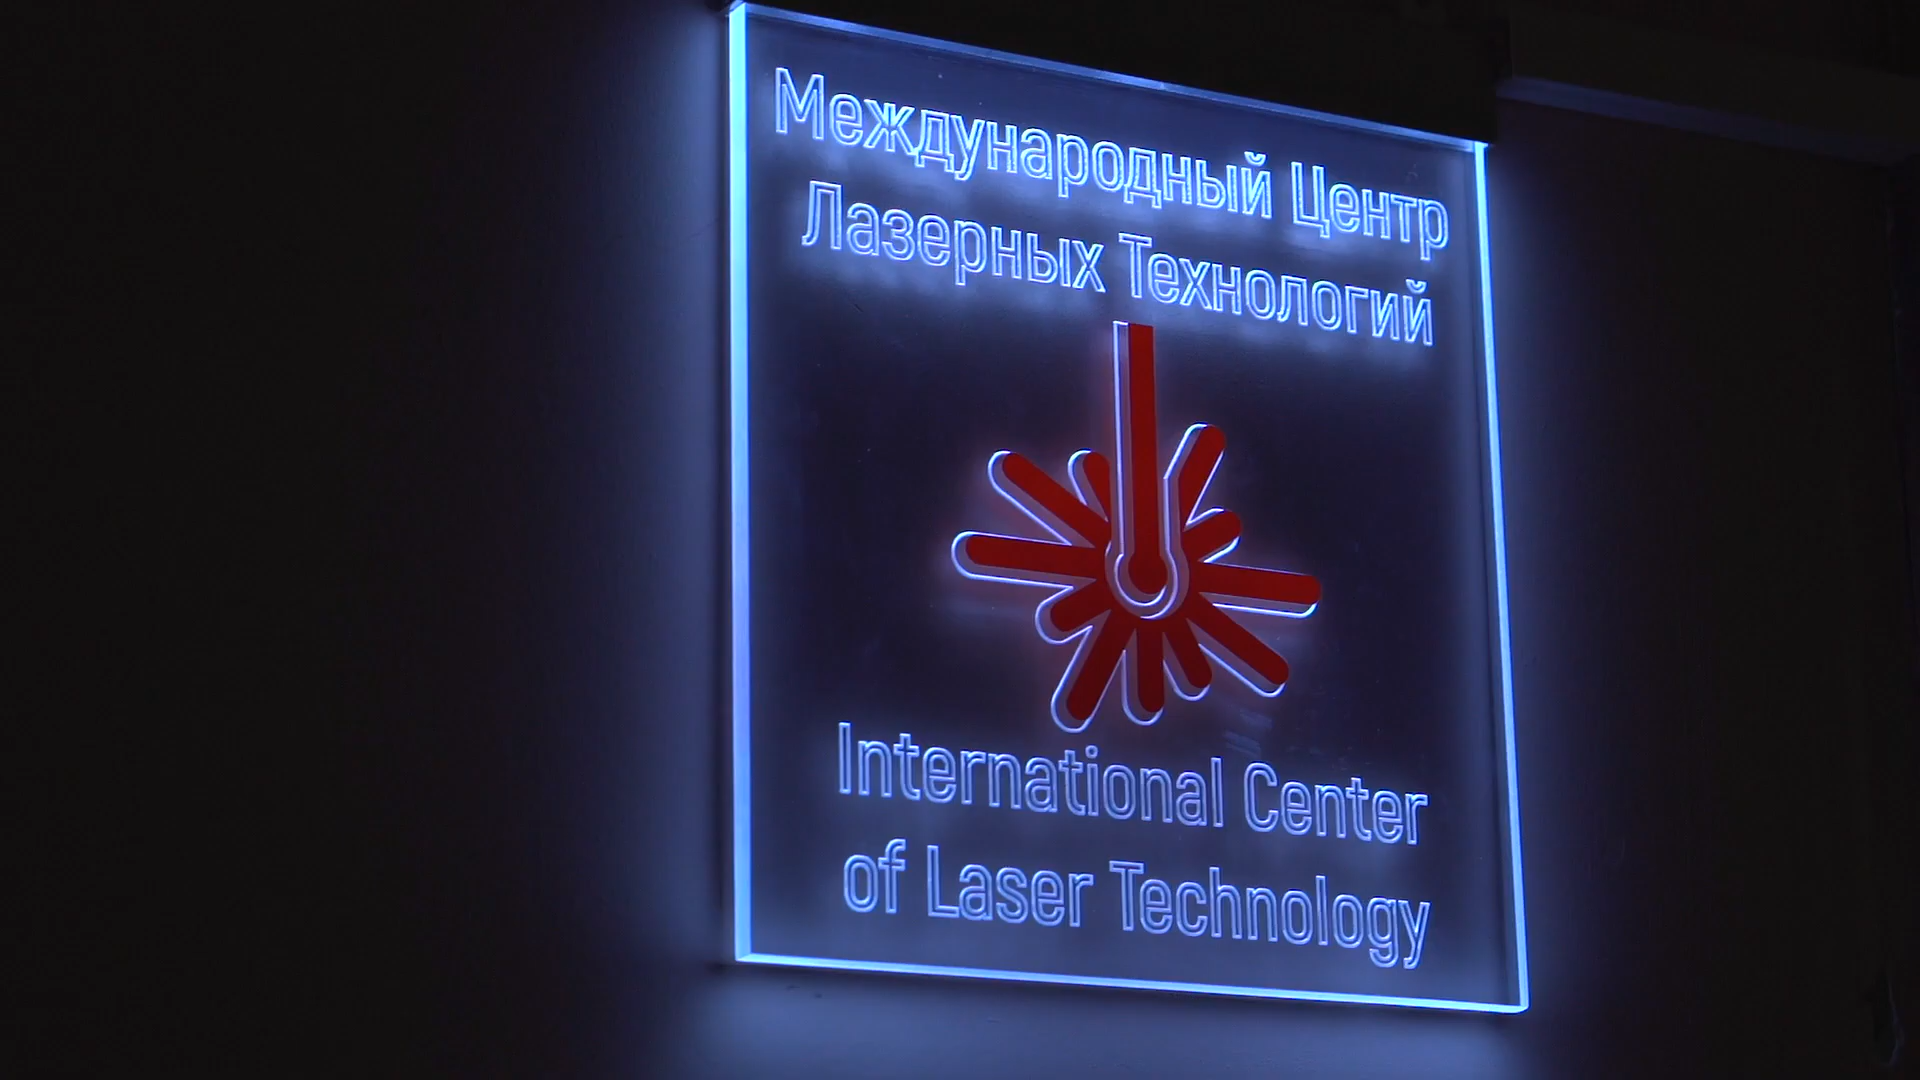 Международный Центр
Лазерных Технологий
International Center
of Laser Technology